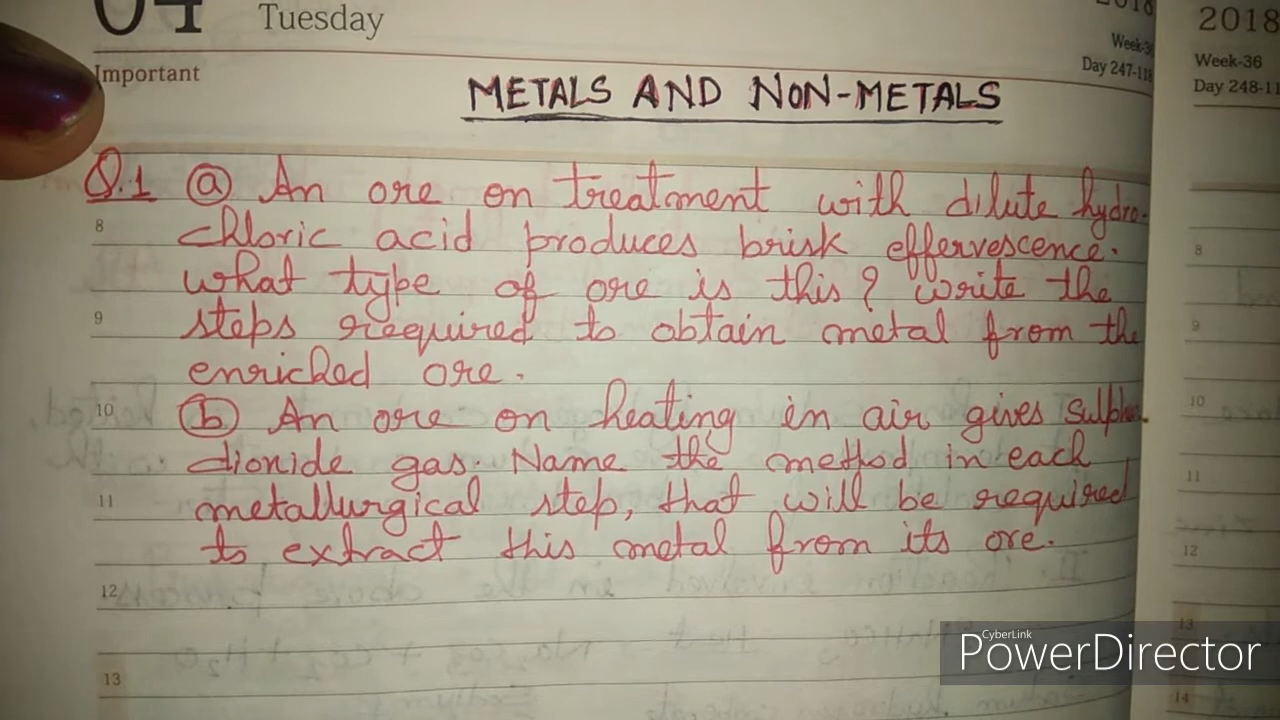 04
Tuesday
2018
Important
Week-36
Day 247-118
METALS AND NON-METALS
Q.1 (a) An ore on treatment with dilute hydro-
chloric acid produces brisk effervescence.
what type of ore is this? write the
steps required to obtain metal from the
enriched ore.
(b) An ore on heating in air gives sulphur
dioxide gas. Name the method in each
metallurgical step, that will be required
to extract this metal from its ore.
8
9
10
11
12
13
2018
Week-36
Day 248-11
8
9
10
11
12
13
14
CyberLink
PowerDirector